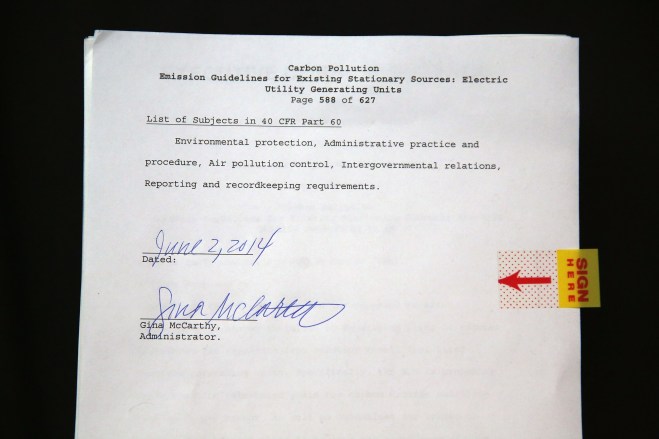 Carbon Pollution
Emission Guidelines for Existing Stationary Sources: Electric
Utility Generating Units
Page 588 of 627
List of Subjects in 40 CFR Part 60
Environmental protection, Administrative practice and
procedure, Air pollution control, Intergovernmental relations,
Reporting and recordkeeping requirements.
June 2, 2014
Dated:
Gina McCarthy
Gina McCarthy,
Administrator.
SIGN
HERE